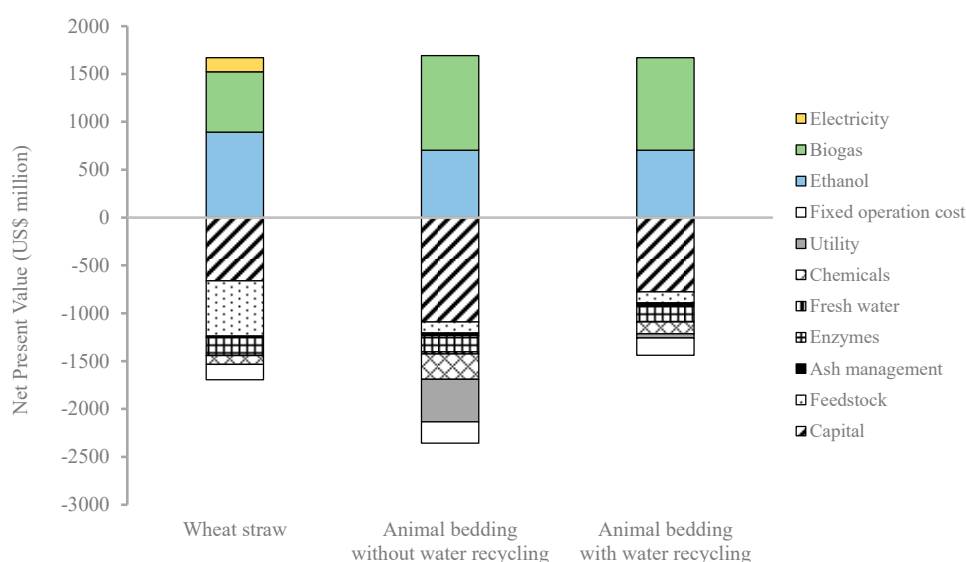 Net Present Value (US$ million)
2000
1500
1000
500
0
-500
-1000
-1500
-2000
-2500
-3000
Wheat straw
Animal bedding
without water recycling
Animal bedding
with water recycling
Electricity
Biogas
Ethanol
Fixed operation cost
Utility
Chemicals
Fresh water
Enzymes
Ash management
Feedstock
Capital